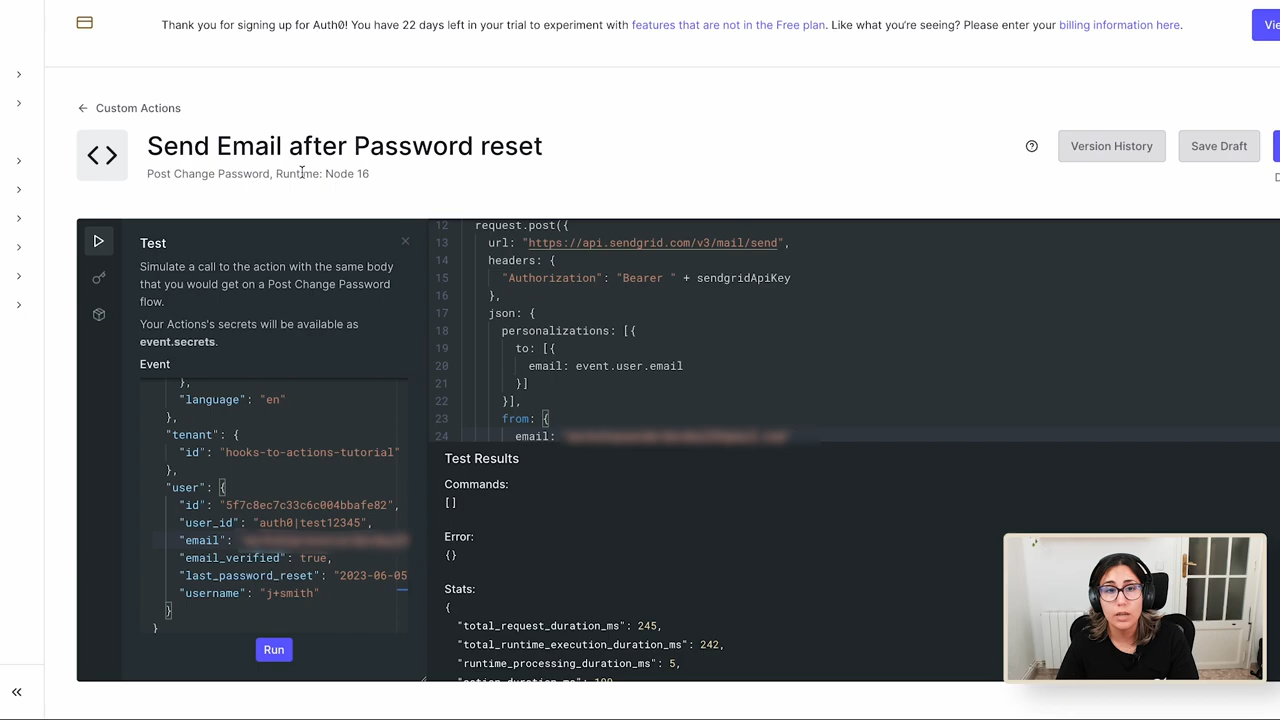 Thank you for signing up for Auth0! You have 22 days left in your trial to experiment with features that are not in the Free plan. Like what you're seeing? Please enter your billing information here.
Custom Actions
Send Email after Password reset
Post Change Password, Runtime: Node 16
Version History
Save Draft
Test
Simulate a call to the action with the same body
that you would get on a Post Change Password
flow.
Your Actions's secrets will be available as
event.secrets.
Event
},
"language": "en"
},
"tenant": {
"id": "hooks-to-actions-tutorial"
},
"user": {
"id": "5f7c8ec7c33c6c004bbafe82",
"user_id": "auth0|test12345",
"email":
"email_verified": true,
"last_password_reset": "2023-06-05
"username": "j+smith"
}
}
Run
12 request.post({
13 url: "https://api.sendgrid.com/v3/mail/send",
14 headers: {
15 "Authorization": "Bearer " + sendgridApiKey
16 },
17 json: {
18 personalizations: [{
19 to: [{
20 email: event.user.email
21 }]
22 }],
23 from: {
24 email:
Test Results
Commands:
[]
Error:
{}
Stats:
{
"total_request_duration_ms": 245,
"total_runtime_execution_duration_ms": 242,
"runtime_processing_duration_ms": 5,